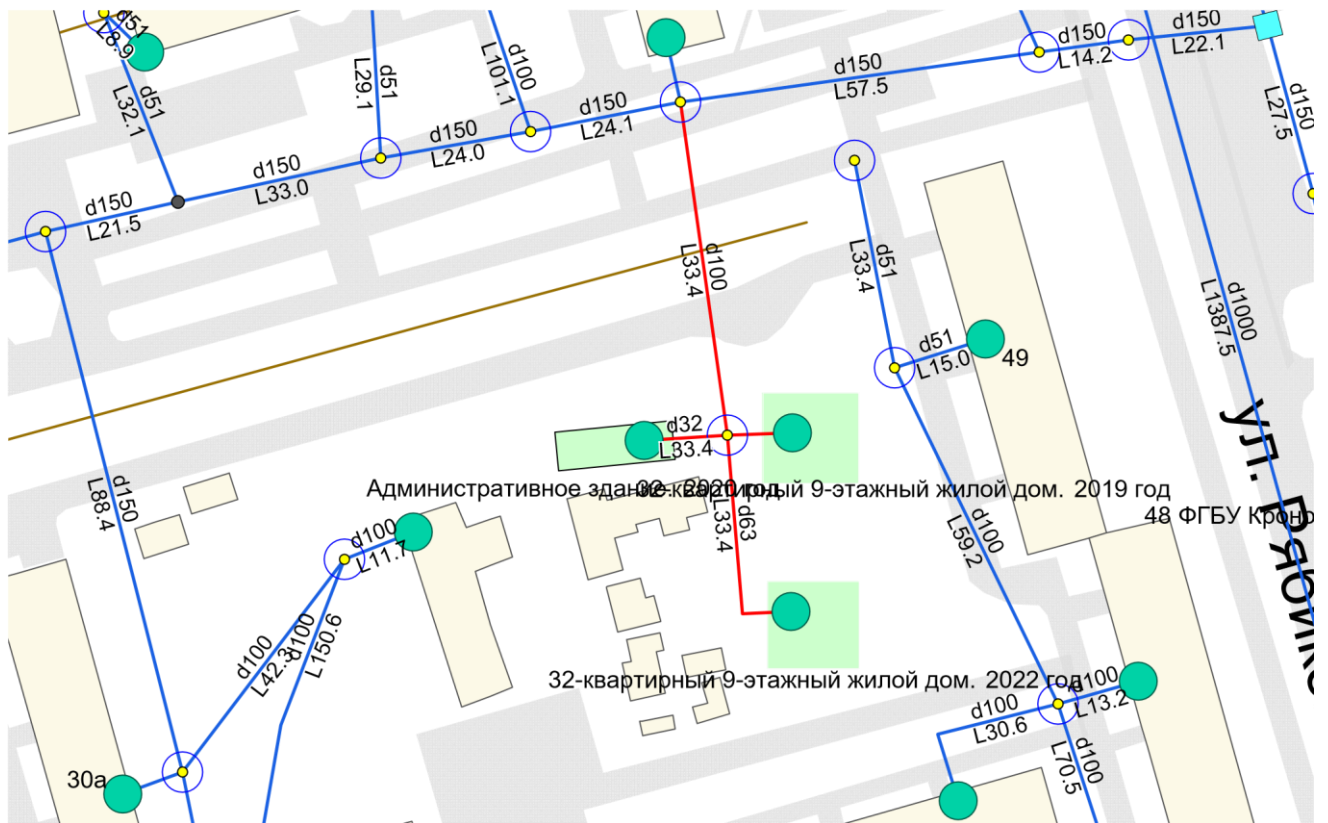 d51
L8.9
d51
L32.1
d51
L29.1
d100
L101.1
d150
L24.0
d150
L24.1
d150
L57.5
d150
L14.2
d150
L22.1
d150
L27.5
d150
L21.5
d150
L33.0
d100
L33.4
d51
L33.4
d51
L15.0
49
d1000
L1387.5
ул. Рябико
d32
L33.4
Административное здание. 2020 год
32-квартирный 9-этажный жилой дом. 2019 год
48 ФГБУ Кроно
d150
L88.4
d100
L11.7
d63
L33.4
d100
L59.2
d100
L42.3
d100
L150.6
32-квартирный 9-этажный жилой дом. 2022 год
d100
L13.2
d100
L30.6
d100
L70.5
30а